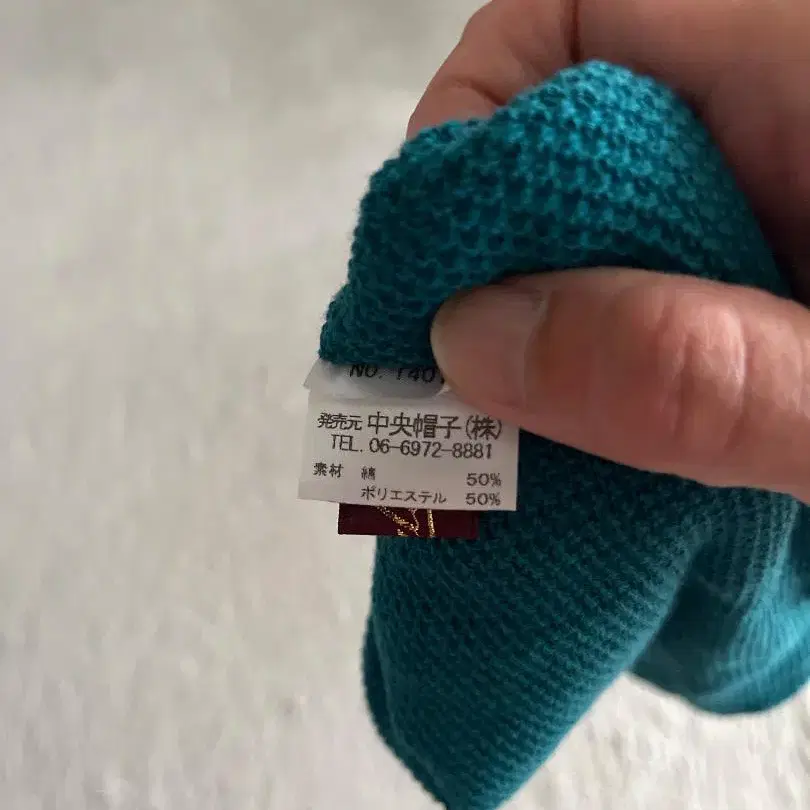 NO. 740
発売元 中央帽子(株)
TEL. 06-6972-8881
素材 綿 50%
ポリエステル 50%